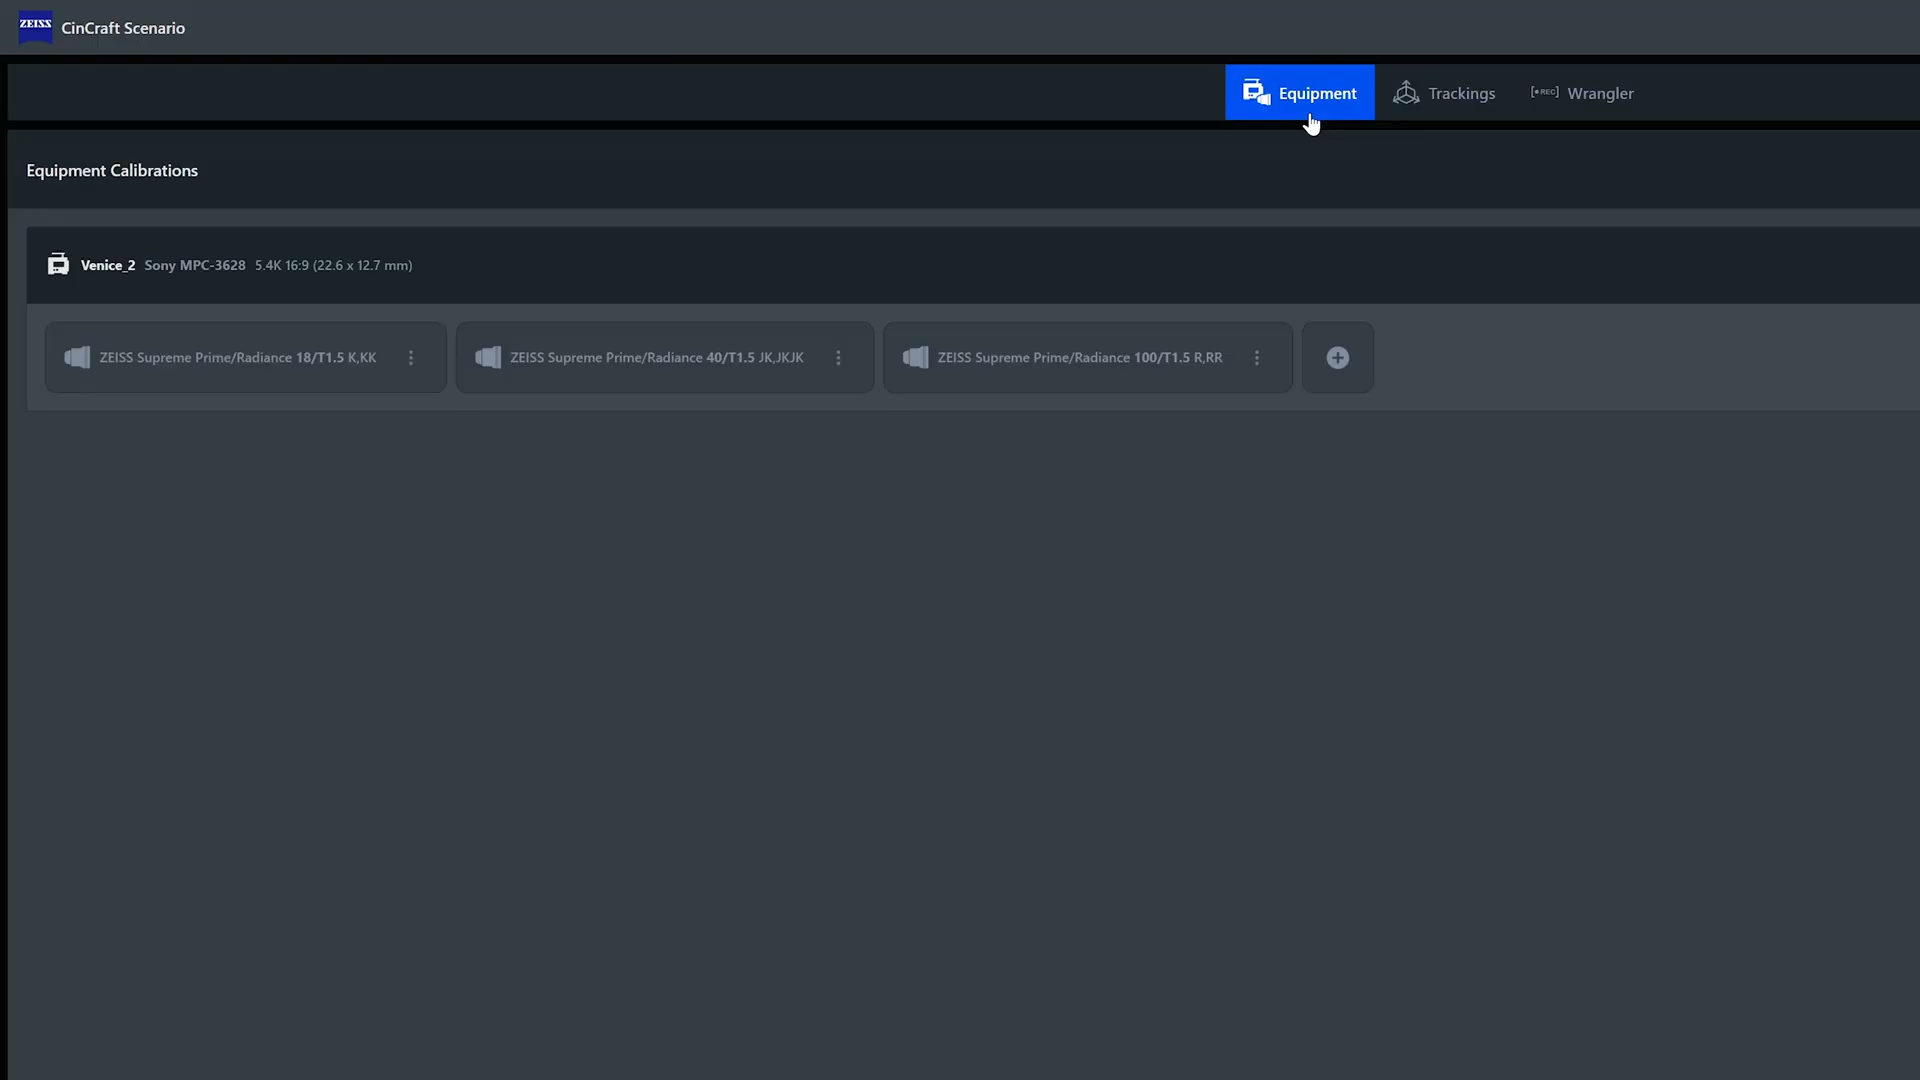 ZEISS CinCraft Scenario
Equipment Trackings REC Wrangler
Equipment Calibrations
Venice_2 Sony MPC-3628 5.4K 16:9 (22.6 x 12.7 mm)
ZEISS Supreme Prime/Radiance 18/T1.5 K,KK ZEISS Supreme Prime/Radiance 40/T1.5 JK,JKJK ZEISS Supreme Prime/Radiance 100/T1.5 R,RR